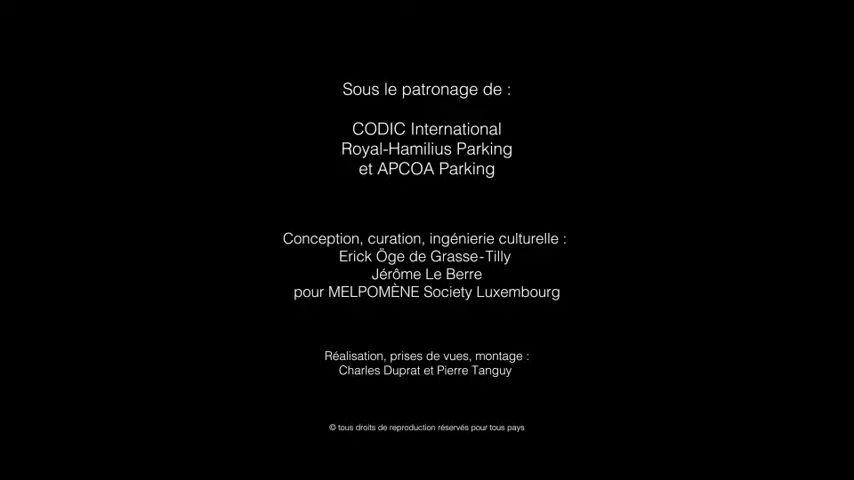 Sous le patronage de :
CODIC International
Royal-Hamilius Parking
et APCOA Parking
Conception, curation, ingénierie culturelle :
Erick Öge de Grasse-Tilly
Jérôme Le Berre
pour MELPOMÈNE Society Luxembourg
Réalisation, prises de vues, montage :
Charles Duprat et Pierre Tanguy
© tous droits de reproduction réservés pour tous pays